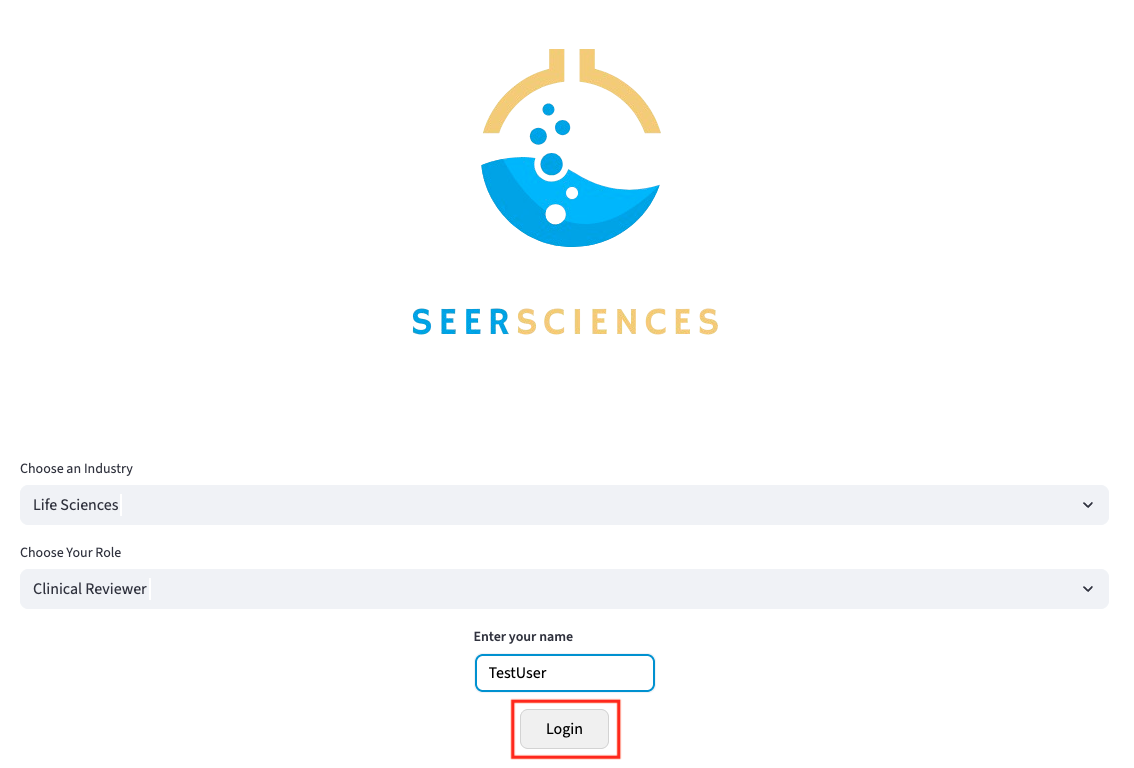 SEERSCIENCES
Choose an Industry
Life Sciences
Choose Your Role
Clinical Reviewer
Enter your name
TestUser
Login